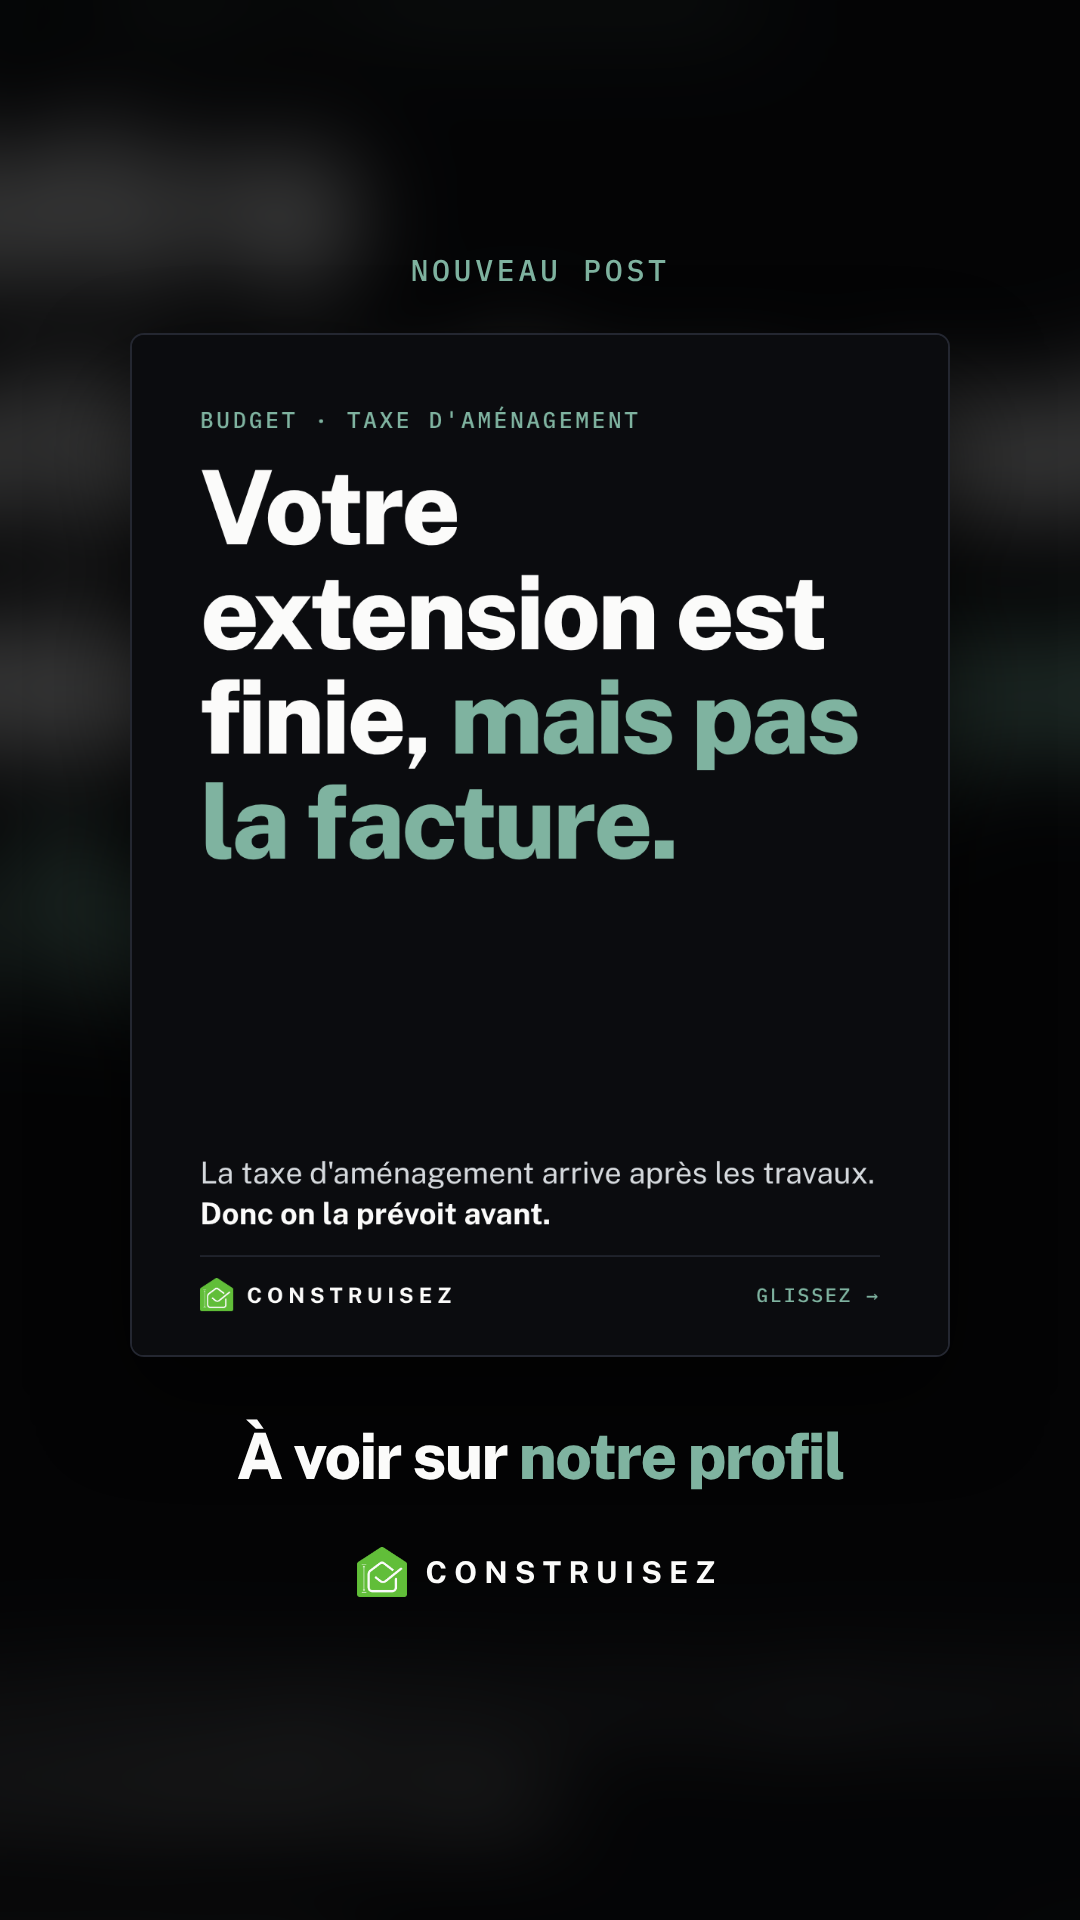 NOUVEAU POST
BUDGET · TAXE D'AMÉNAGEMENT
Votre
extension est
finie, mais pas
la facture.
La taxe d'aménagement arrive après les travaux.
Donc on la prévoit avant.
CONSTRUISEZ
GLISSEZ →
À voir sur notre profil
CONSTRUISEZ